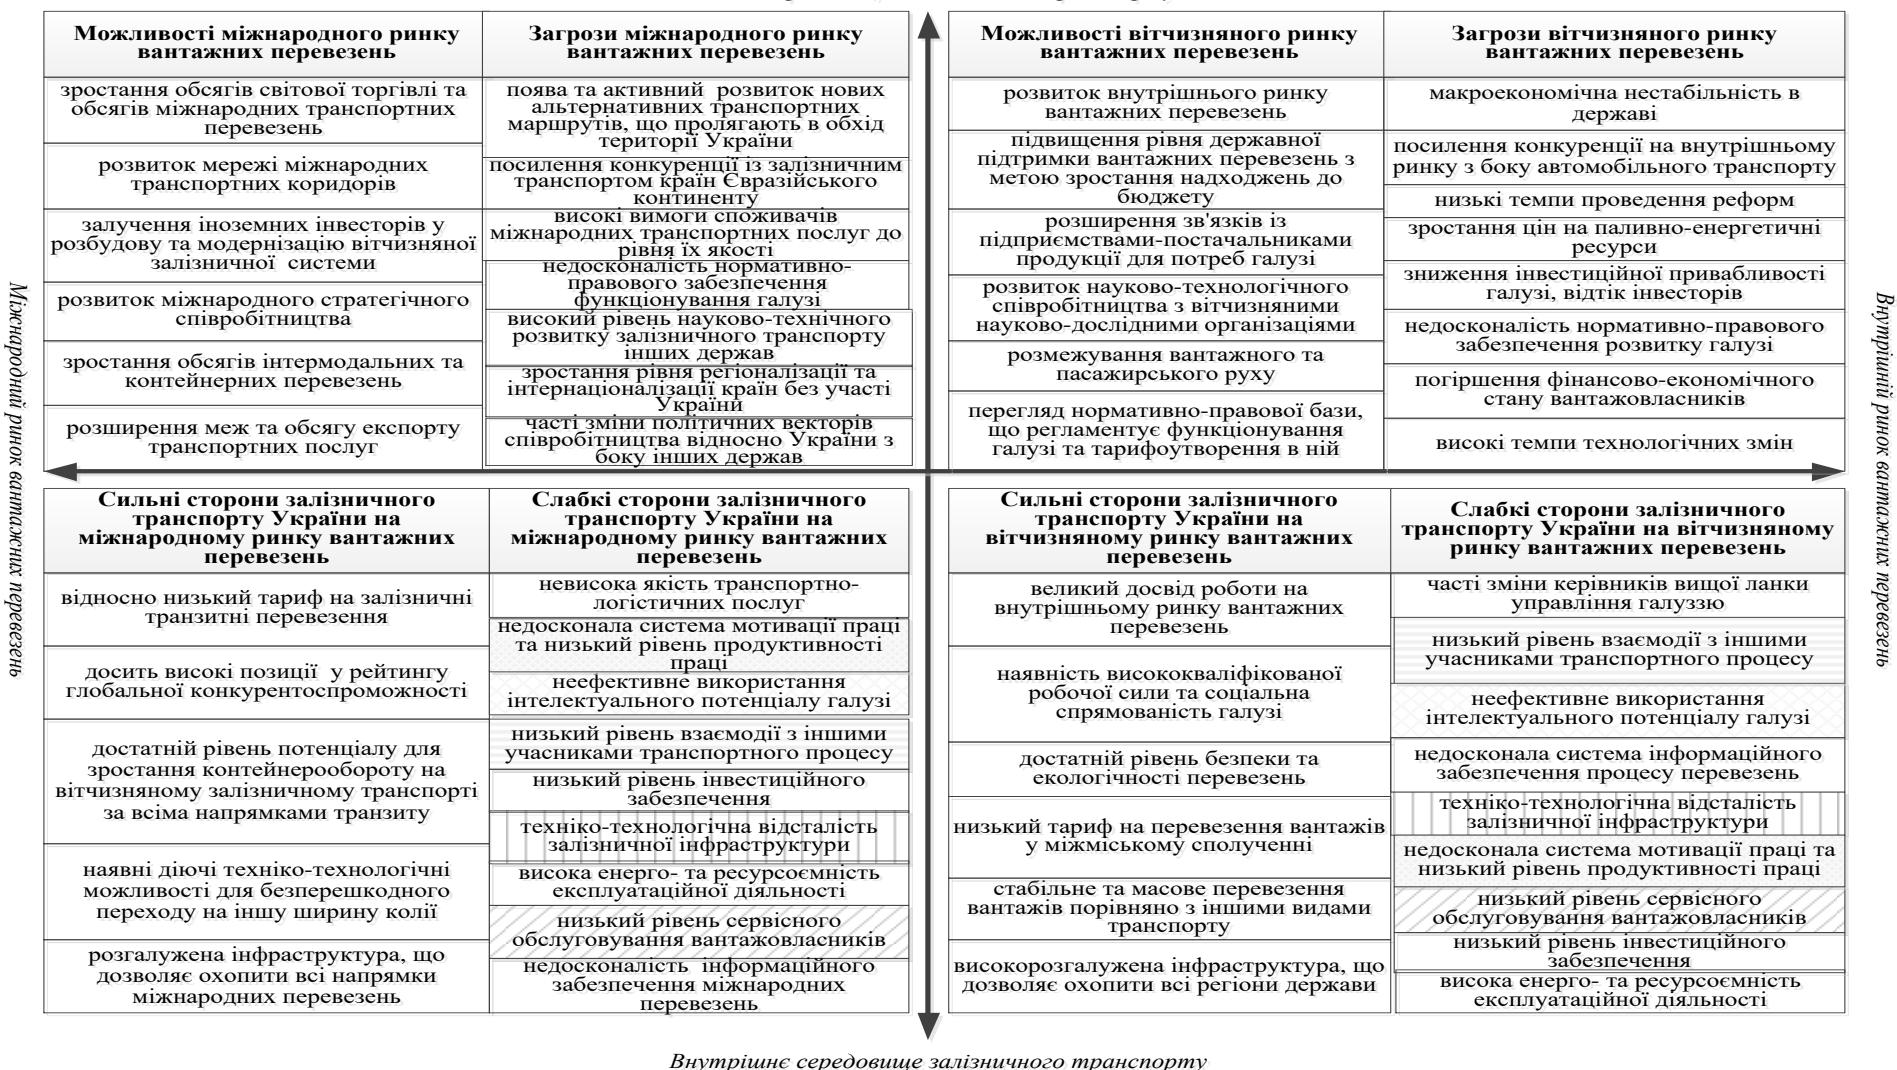 Можливості міжнародного ринку
вантажних перевезень
зростання обсягів світової торгівлі та
обсягів міжнародних транспортних
перевезень
розвиток мережі міжнародних
транспортних коридорів
залучення іноземних інвесторів у
розбудову та модернізацію вітчизняної
залізничної системи
розвиток міжнародного стратегічного
співробітництва
зростання обсягів інтермодальних та
контейнерних перевезень
розширення меж та обсягу експорту
транспортних послуг
Загрози міжнародного ринку
вантажних перевезень
поява та активний розвиток нових
альтернативних транспортних
маршрутів, що пролягають в обхід
території України
посилення конкуренції із залізничним
транспортом країн Євразійського
континенту
високі вимоги споживачів
міжнародних транспортних послуг до
рівня їх якості
недосконалість нормативно-
правового забезпечення
функціонування галузі
високий рівень науково-технічного
розвитку залізничного транспорту
інших держав
зростання рівня регіоналізації та
інтернаціоналізації країн без участі
України
часті зміни політичних векторів
співробітництва відносно України з
боку інших держав
Можливості вітчизняного ринку
вантажних перевезень
розвиток внутрішнього ринку
вантажних перевезень
підвищення рівня державної
підтримки вантажних перевезень з
метою зростання надходжень до
бюджету
розширення зв'язків із
підприємствами-постачальниками
продукції для потреб галузі
розвиток науково-технологічного
співробітництва з вітчизняними
науково-дослідними організаціями
розмежування вантажного та
пасажирського руху
перегляд нормативно-правової бази,
що регламентує функціонування
галузі та тарифоутворення в ній
Загрози вітчизняного ринку
вантажних перевезень
макроекономічна нестабільність в
державі
посилення конкуренції на внутрішньому
ринку з боку автомобільного транспорту
низькі темпи проведення реформ
зростання цін на паливно-енергетичні
ресурси
зниження інвестиційної привабливості
галузі, відтік інвесторів
недосконалість нормативно-правового
забезпечення розвитку галузі
погіршення фінансово-економічного
стану вантажовласників
високі темпи технологічних змін
Міжнародний ринок вантажних перевезень
Внутрішній ринок вантажних перевезень
Сильні сторони залізничного
транспорту України на
міжнародному ринку вантажних
перевезень
відносно низький тариф на залізничні
транзитні перевезення
досить високі позиції у рейтингу
глобальної конкурентоспроможності
достатній рівень потенціалу для
зростання контейнерообороту на
вітчизняному залізничному транспорті
за всіма напрямками транзиту
наявні діючі техніко-технологічні
можливості для безперешкодного
переходу на іншу ширину колії
розгалужена інфраструктура, що
дозволяє охопити всі напрямки
міжнародних перевезень
Слабкі сторони залізничного
транспорту України на
міжнародному ринку вантажних
перевезень
невисока якість транспортно-
логістичних послуг
недосконала система мотивації праці
та низький рівень продуктивності
праці
неефективне використання
інтелектуального потенціалу галузі
низький рівень взаємодії з іншими
учасниками транспортного процесу
низький рівень інвестиційного
забезпечення
техніко-технологічна відсталість
залізничної інфраструктури
висока енерго- та ресурсоємність
експлуатаційної діяльності
низький рівень сервісного
обслуговування вантажовласників
недосконалість інформаційного
забезпечення міжнародних
перевезень
Сильні сторони залізничного
транспорту України на
вітчизняному ринку вантажних
перевезень
великий досвід роботи на
внутрішньому ринку вантажних
перевезень
наявність висококваліфікованої
робочої сили та соціальна
спрямованість галузі
достатній рівень безпеки та
екологічності перевезень
низький тариф на перевезення вантажів
у міжміському сполученні
стабільне та масове перевезення
вантажів порівняно з іншими видами
транспорту
високорозгалужена інфраструктура, що
дозволяє охопити всі регіони держави
Слабкі сторони залізничного
транспорту України на вітчизняному
ринку вантажних перевезень
часті зміни керівників вищої ланки
управління галуззю
низький рівень взаємодії з іншими
учасниками транспортного процесу
неефективне використання
інтелектуального потенціалу галузі
недосконала система інформаційного
забезпечення процесу перевезень
техніко-технологічна відсталість
залізничної інфраструктури
недосконала система мотивації праці та
низький рівень продуктивності праці
низький рівень сервісного
обслуговування вантажовласників
низький рівень інвестиційного
забезпечення
висока енерго- та ресурсоємність
експлуатаційної діяльності
Внутрішнє середовище залізничного транспорту